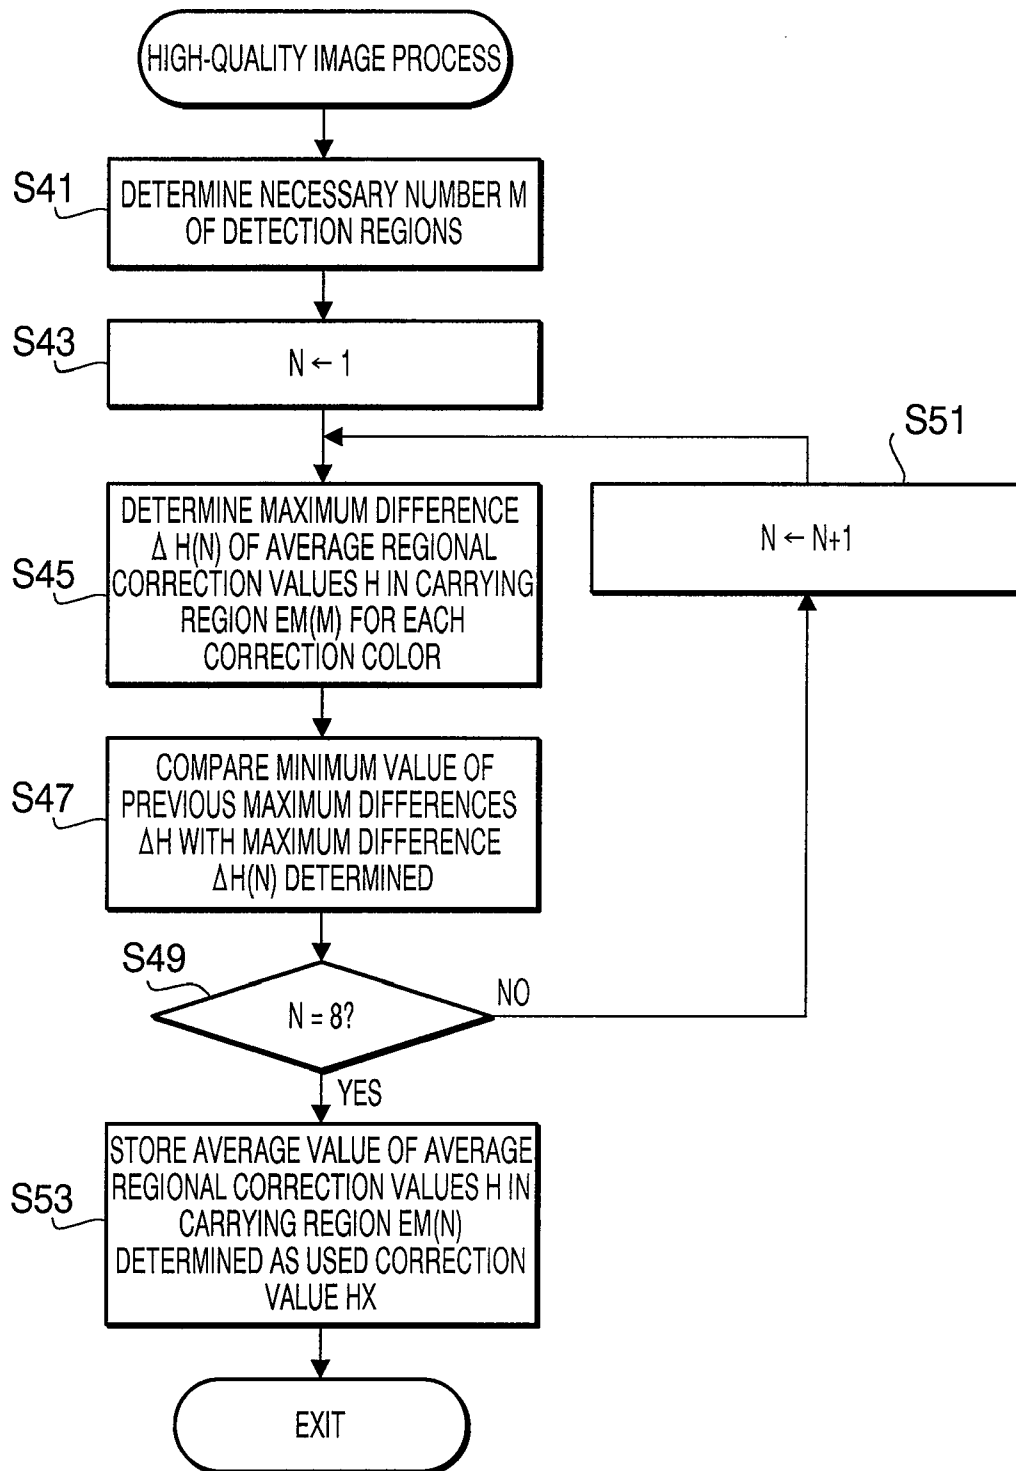 HIGH-QUALITY IMAGE PROCESS
S41
DETERMINE NECESSARY NUMBER M
OF DETECTION REGIONS
S43
N ← 1
S51
N ← N+1
S45
DETERMINE MAXIMUM DIFFERENCE
Δ H(N) OF AVERAGE REGIONAL
CORRECTION VALUES H IN CARRYING
REGION EM(M) FOR EACH
CORRECTION COLOR
S47
COMPARE MINIMUM VALUE OF
PREVIOUS MAXIMUM DIFFERENCES
ΔH WITH MAXIMUM DIFFERENCE
ΔH(N) DETERMINED
S49
N = 8?
NO
YES
S53
STORE AVERAGE VALUE OF AVERAGE
REGIONAL CORRECTION VALUES H IN
CARRYING REGION EM(N)
DETERMINED AS USED CORRECTION
VALUE HX
EXIT